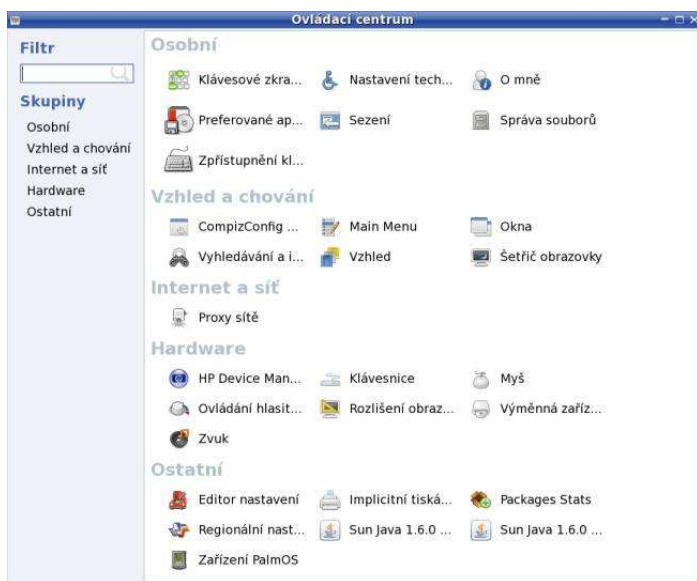 Ovládací centrum
Filtr
Skupiny
Osobní
Vzhled a chování
Internet a síť
Hardware
Ostatní
Osobní
Klávesové zkra... Nastavení tech... O mně
Preferované ap... Sezení Správa souborů
Zpřístupnění kl...
Vzhled a chování
CompizConfig ... Main Menu Okna
Vyhledávání a i... Vzhled Šetřič obrazovky
Internet a síť
Proxy sítě
Hardware
HP Device Man... Klávesnice Myš
Ovládání hlasit... Rozlišení obraz... Výměnná zaříz...
Zvuk
Ostatní
Editor nastavení Implicitní tiská... Packages Stats
Regionální nast... Sun Java 1.6.0 ... Sun Java 1.6.0 ...
Zařízení PalmOS